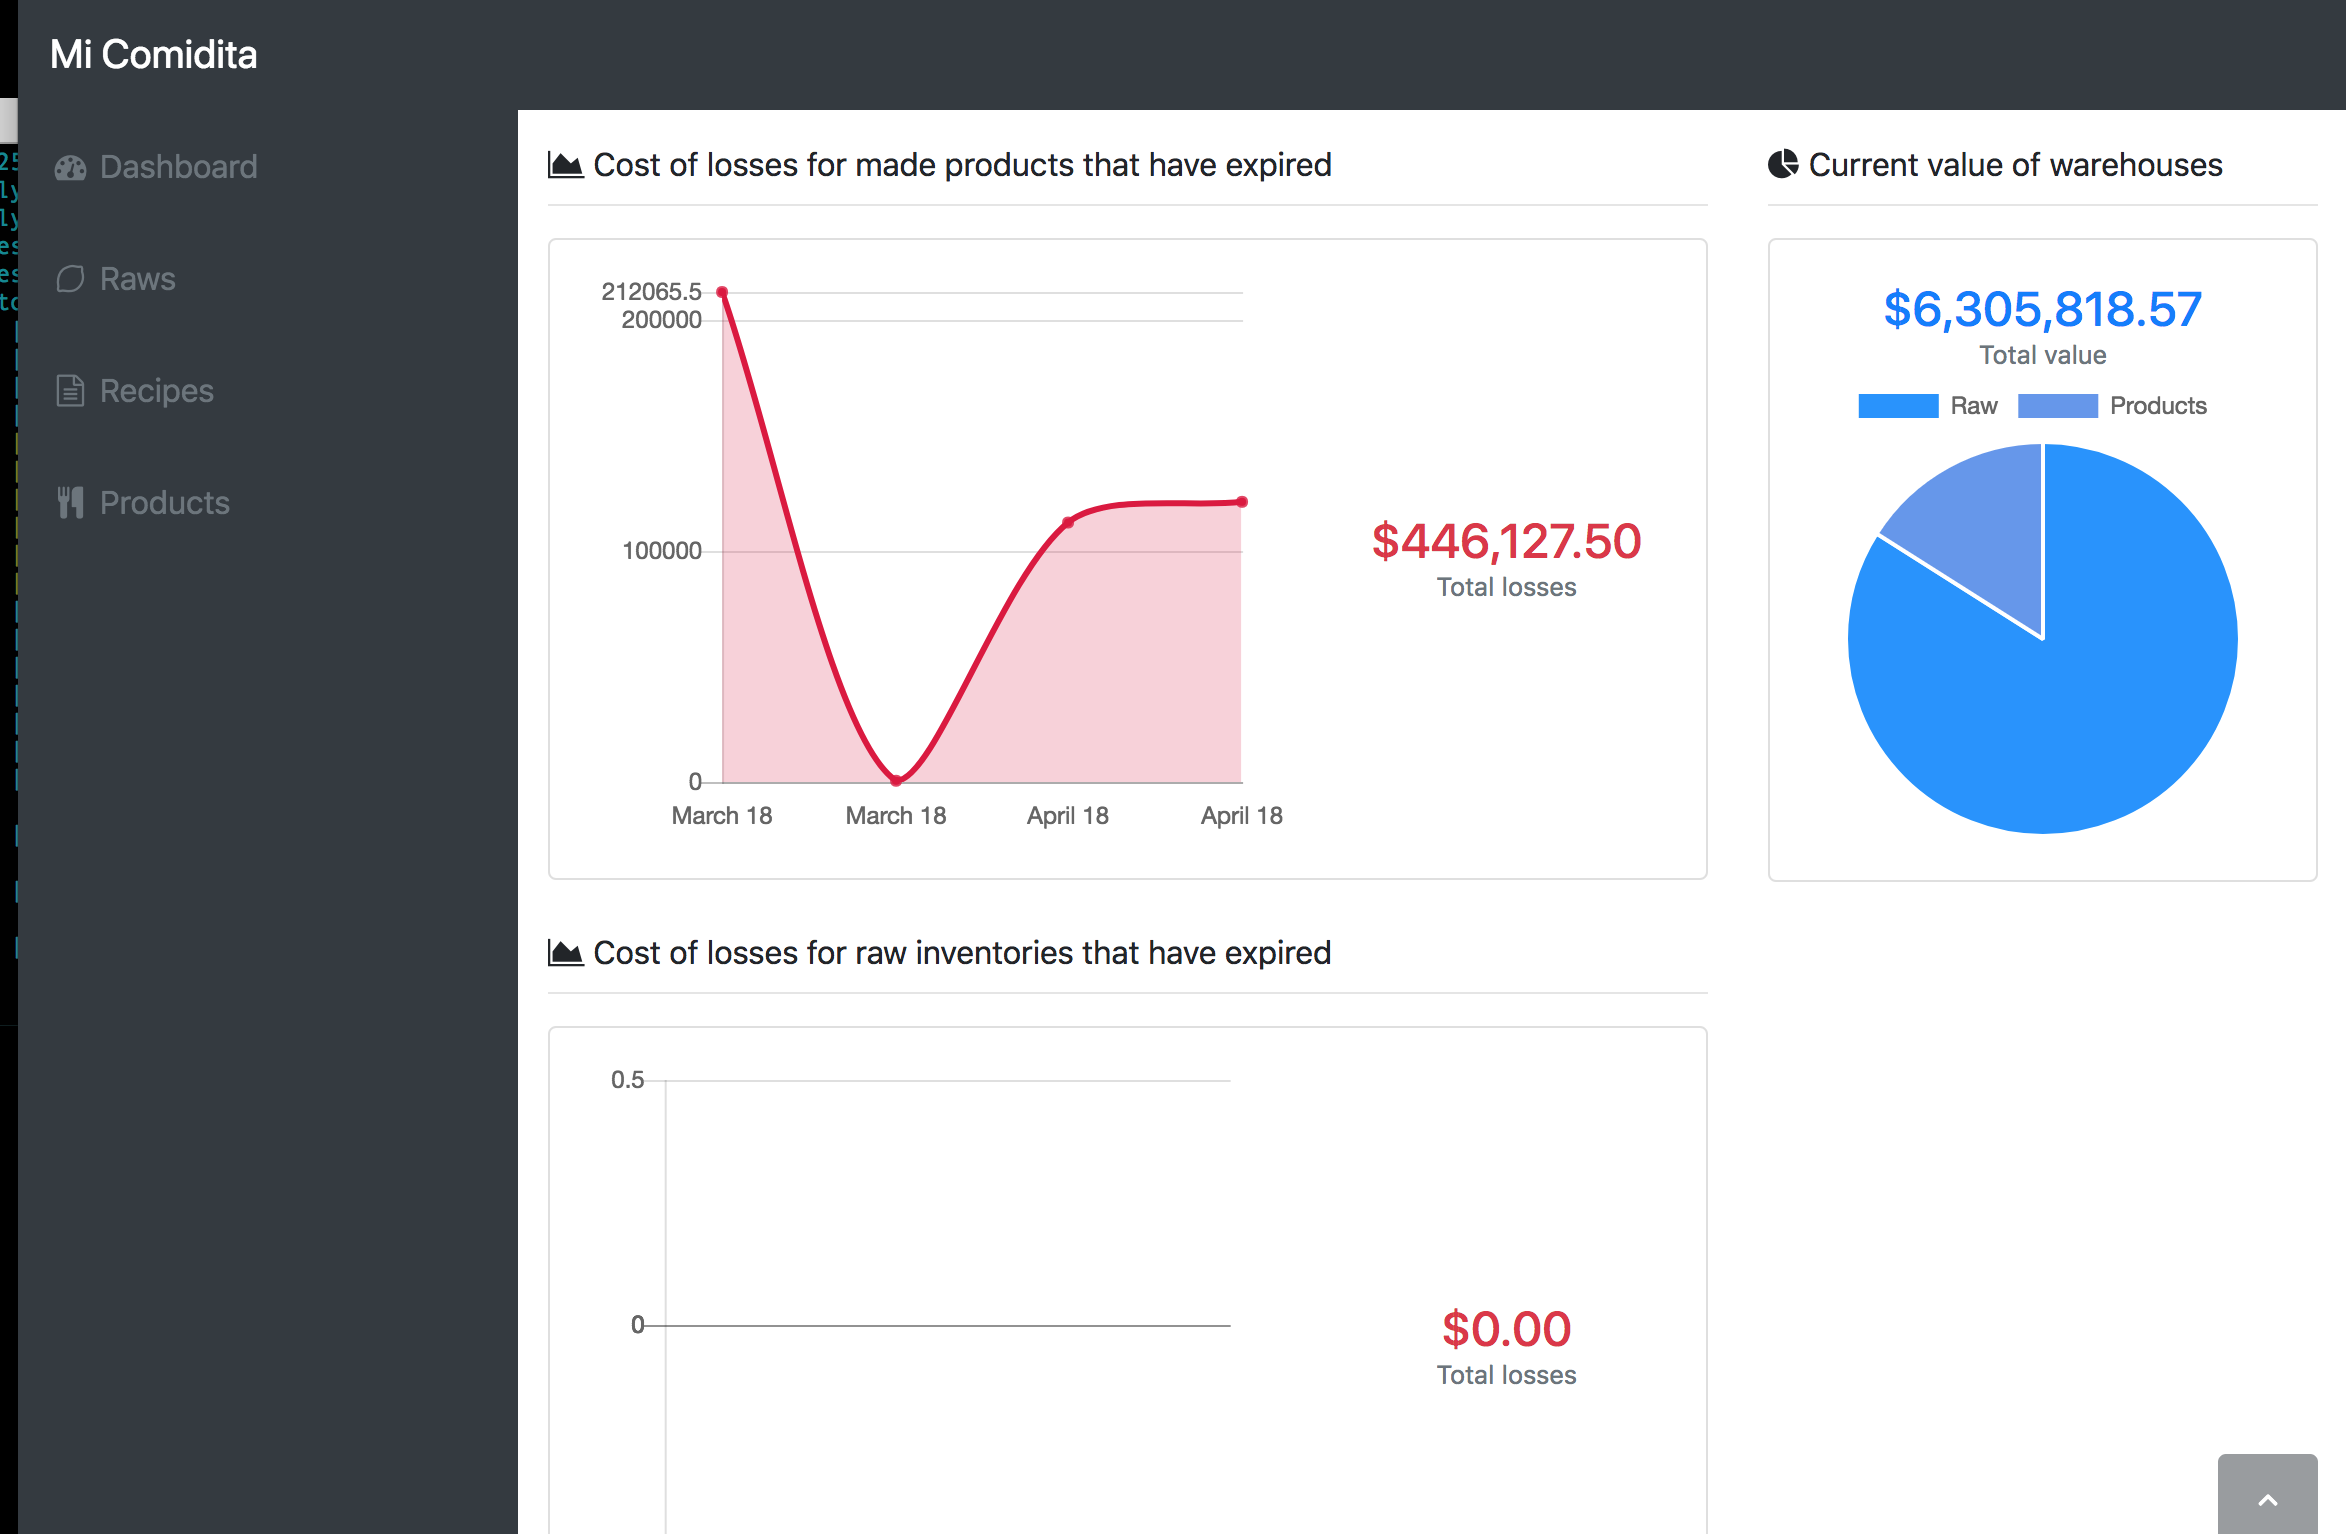 Mi Comidita
Dashboard
Raws
Recipes
Products
Cost of losses for made products that have expired
212065.5
200000
100000
0
March 18 March 18 April 18 April 18
$446,127.50
Total losses
Current value of warehouses
$6,305,818.57
Total value
Raw Products
Cost of losses for raw inventories that have expired
0.5
0
$0.00
Total losses